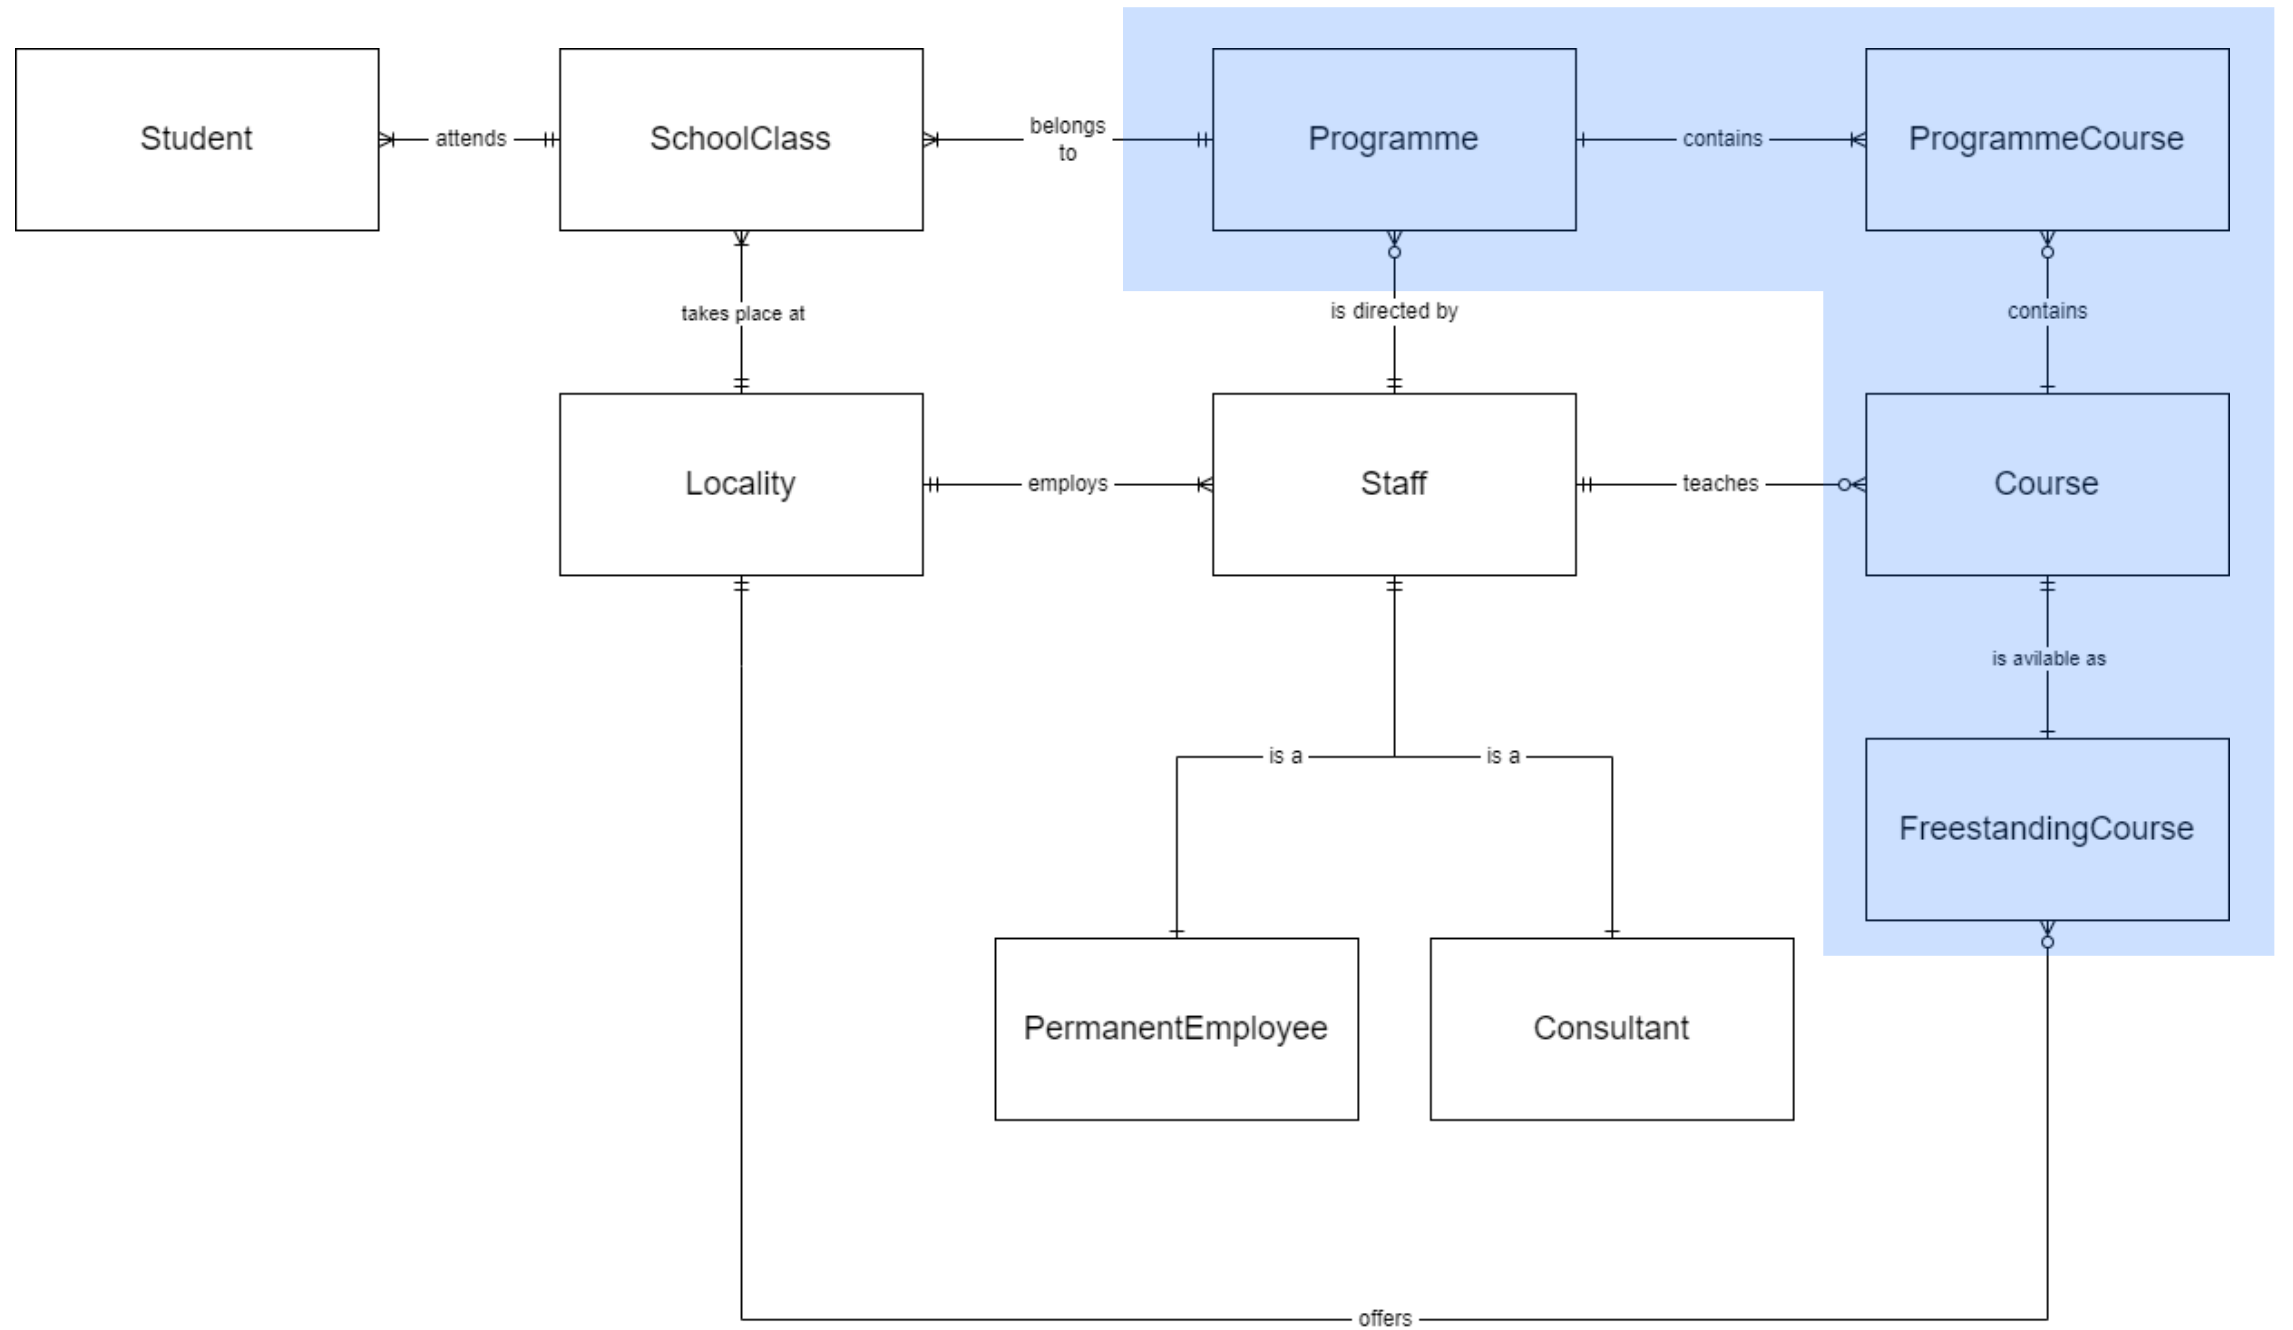 Student
attends
SchoolClass
belongs
to
Programme
contains
ProgrammeCourse
takes place at
is directed by
contains
Locality
employs
Staff
teaches
Course
is avilable as
is a
is a
FreestandingCourse
PermanentEmployee
Consultant
offers